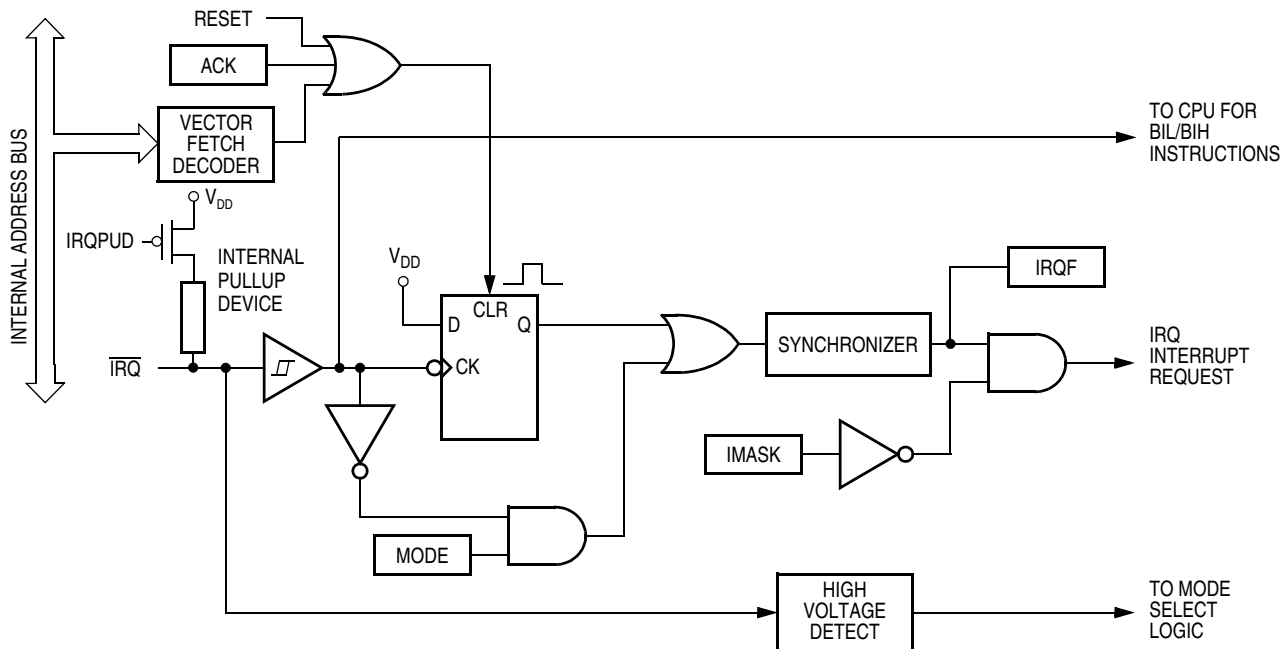 RESET
ACK
VECTOR
FETCH
DECODER
INTERNAL ADDRESS BUS
VDD
IRQPUD
INTERNAL
PULLUP
DEVICE
IRQ
VDD
D
CLR
Q
CK
TO CPU FOR
BIL/BIH
INSTRUCTIONS
IRQF
SYNCHRONIZER
IRQ
INTERRUPT
REQUEST
IMASK
MODE
HIGH
VOLTAGE
DETECT
TO MODE
SELECT
LOGIC